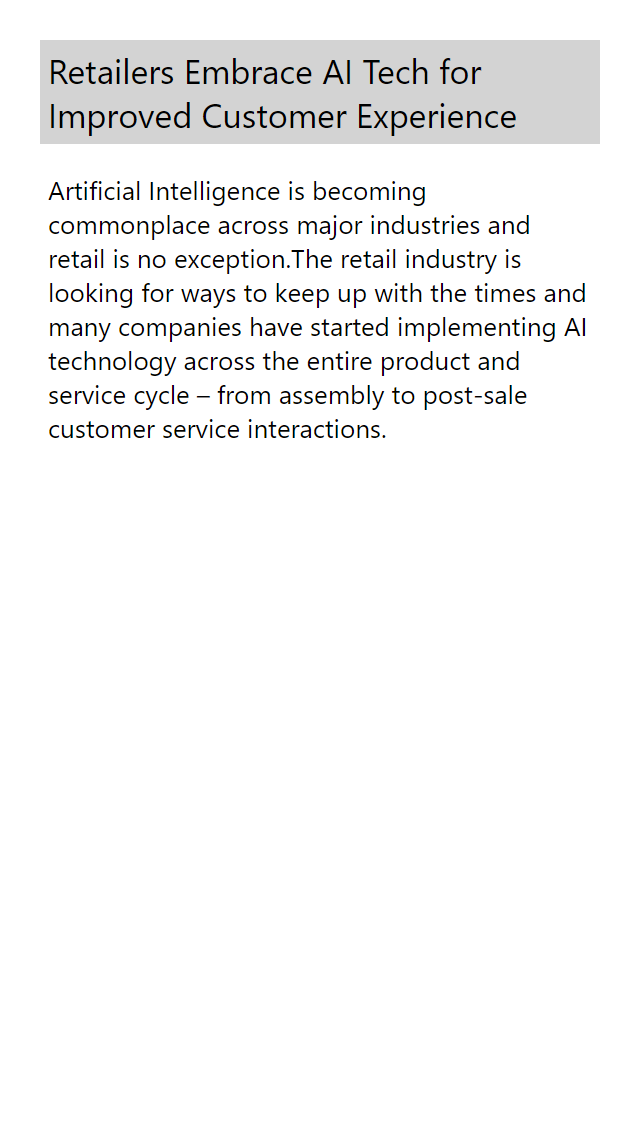 Retailers Embrace AI Tech for
Improved Customer Experience
Artificial Intelligence is becoming
commonplace across major industries and
retail is no exception.The retail industry is
looking for ways to keep up with the times and
many companies have started implementing AI
technology across the entire product and
service cycle – from assembly to post-sale
customer service interactions.